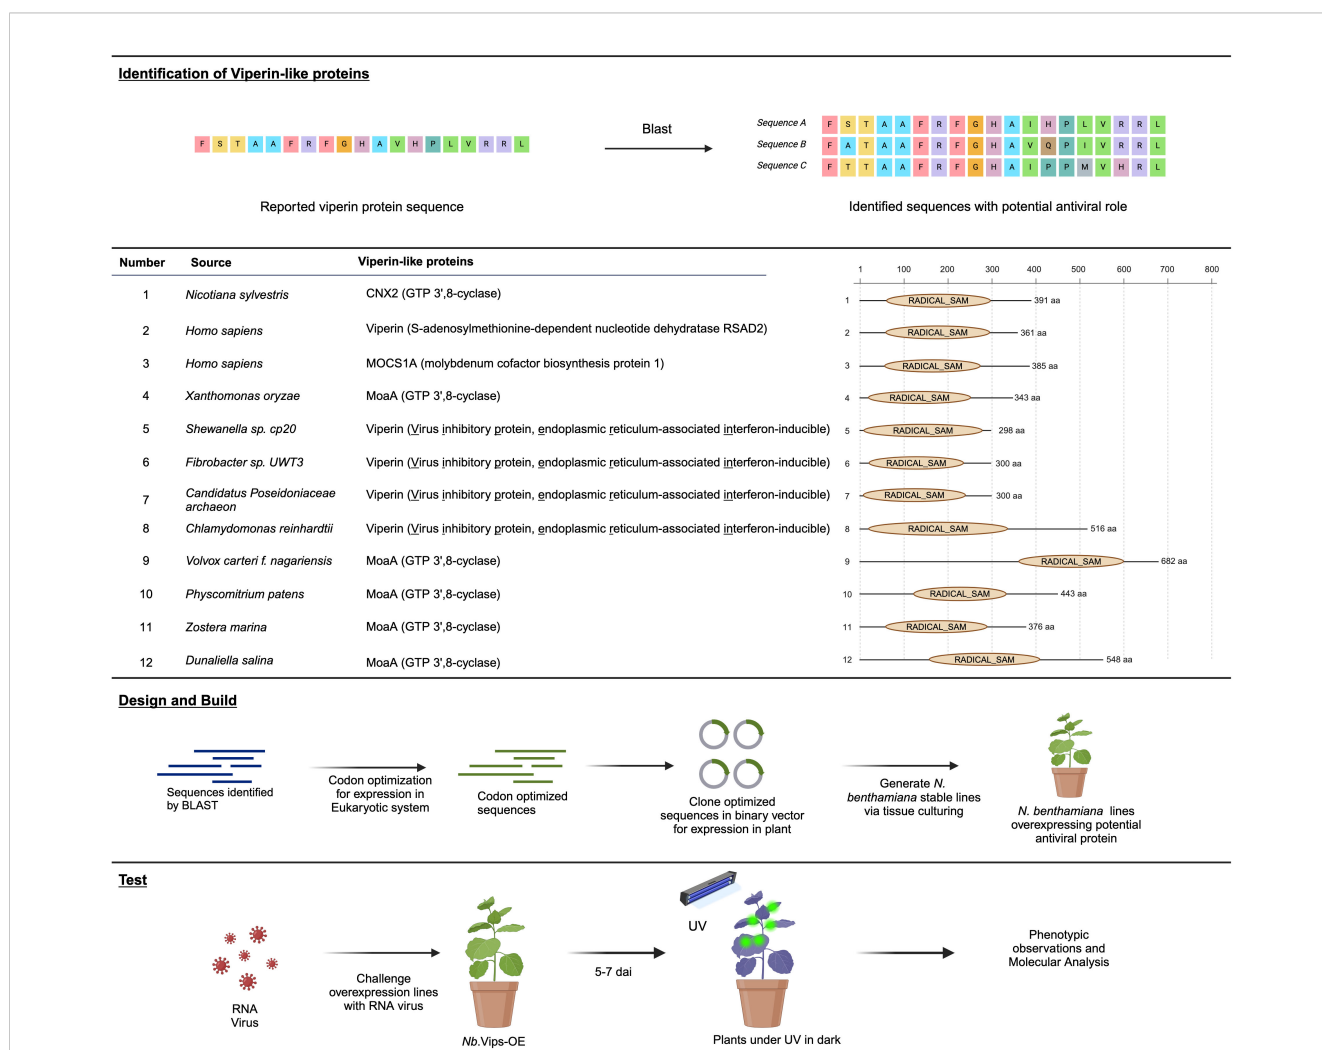 Identification of Viperin-like proteins
F S T A A F R F G H A V H P L V R R L
Reported viperin protein sequence
Blast
Sequence A F S T A A F R F G H A I H P L V R R L
Sequence B F A T A A F R F G H A V Q P I V R R L
Sequence C F T T A A F R F G H A I P P M V H R L
Identified sequences with potential antiviral role
Number Source Viperin-like proteins
1 100 200 300 400 500 600 700 800
1 Nicotiana sylvestris CNX2 (GTP 3',8-cyclase) 1 RADICAL_SAM 391 aa
2 Homo sapiens Viperin (S-adenosylmethionine-dependent nucleotide dehydratase RSAD2) 2 RADICAL_SAM 361 aa
3 Homo sapiens MOCS1A (molybdenum cofactor biosynthesis protein 1) 3 RADICAL_SAM 385 aa
4 Xanthomonas oryzae MoaA (GTP 3',8-cyclase) 4 RADICAL_SAM 343 aa
5 Shewanella sp. cp20 Viperin (Virus inhibitory protein, endoplasmic reticulum-associated interferon-inducible) 5 RADICAL_SAM 298 aa
6 Fibrobacter sp. UWT3 Viperin (Virus inhibitory protein, endoplasmic reticulum-associated interferon-inducible) 6 RADICAL_SAM 300 aa
7 Candidatus Poseidoniaceae Viperin (Virus inhibitory protein, endoplasmic reticulum-associated interferon-inducible) 7 RADICAL_SAM 300 aa
archaeon
8 Chlamydomonas reinhardtii Viperin (Virus inhibitory protein, endoplasmic reticulum-associated interferon-inducible) 8 RADICAL_SAM 516 aa
9 Volvox carteri f. nagariensis MoaA (GTP 3',8-cyclase) 9 RADICAL_SAM 682 aa
10 Physcomitrium patens MoaA (GTP 3',8-cyclase) 10 RADICAL_SAM 443 aa
11 Zostera marina MoaA (GTP 3',8-cyclase) 11 RADICAL_SAM 376 aa
12 Dunaliella salina MoaA (GTP 3',8-cyclase) 12 RADICAL_SAM 548 aa
Design and Build
Sequences identified
by BLAST
Codon optimization
for expression in
Eukaryotic system
Codon optimized
sequences
Clone optimized
sequences in binary vector
for expression in plant
Generate N.
benthamiana stable lines
via tissue culturing
N. benthamiana lines
overexpressing potential
antiviral protein
Test
RNA
Virus
Challenge
overexpression lines
with RNA virus
Nb.Vips-OE
5-7 dai
UV
Plants under UV in dark
Phenotypic
observations and
Molecular Analysis